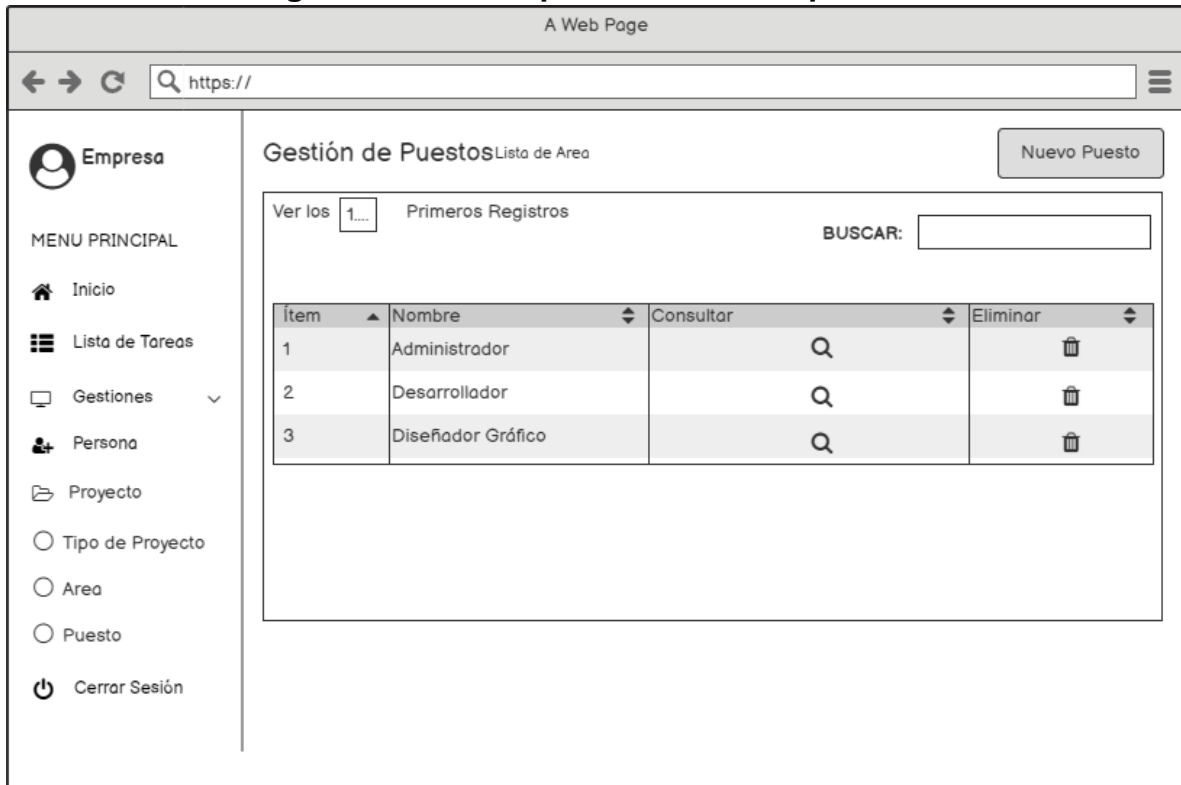 A Web Page
https://
Empresa
MENU PRINCIPAL
Inicio
Lista de Tareas
Gestiones
Persona
Proyecto
Tipo de Proyecto
Area
Puesto
Cerrar Sesión
Gestión de Puestos Lista de Area
Nuevo Puesto
Ver los 1.... Primeros Registros
BUSCAR:
Ítem Nombre Consultar Eliminar
1 Administrador
2 Desarrollador
3 Diseñador Gráfico